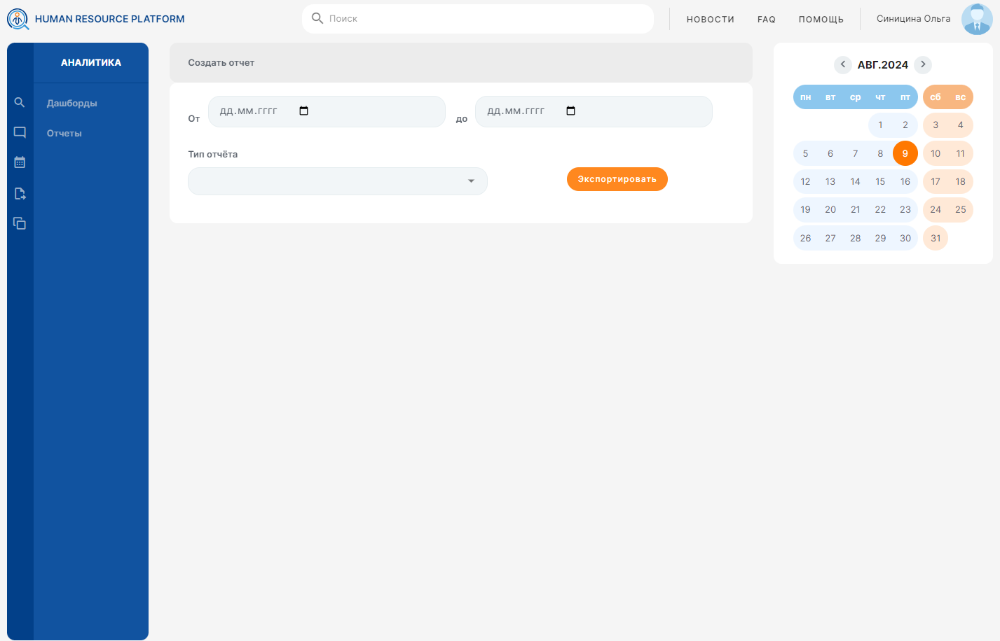 HUMAN RESOURCE PLATFORM
Поиск
НОВОСТИ
FAQ
ПОМОЩЬ
Синицина Ольга
АНАЛИТИКА
Дашборды
Отчеты
Создать отчет
От дд.мм.гггг до дд.мм.гггг
Тип отчёта
Экспортировать
АВГ.2024
пн вт ср чт пт сб вс
1 2 3 4
5 6 7 8 9 10 11
12 13 14 15 16 17 18
19 20 21 22 23 24 25
26 27 28 29 30 31